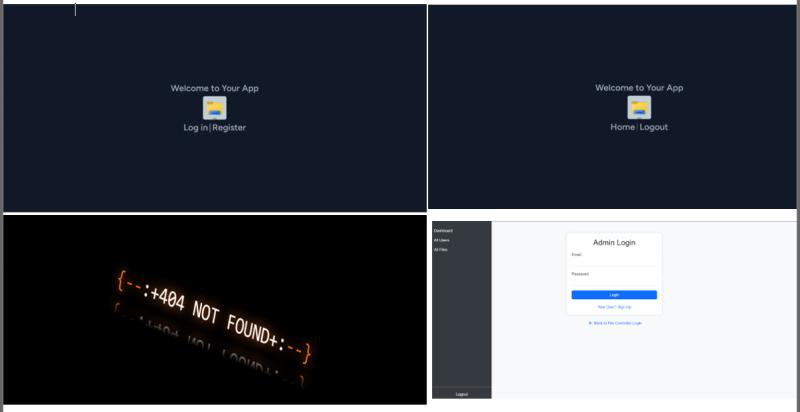 Welcome to Your App
Log in|Register
Welcome to Your App
Home|Logout
{--:+404 NOT FOUND+:--}
Dashboard
All Users
All Files
Logout
Admin Login
Email
Password
Login
New User? Sign Up
Back to File Controller Login